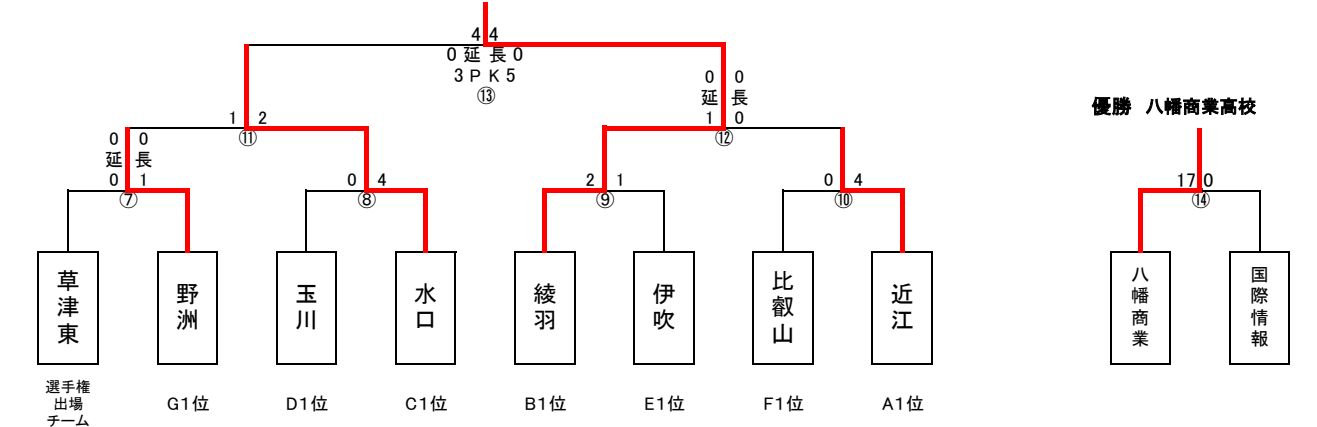 4 4
0 延 長 0
3 P K 5
⑬
0 0
延 長
1 0
⑫
優勝 八幡商業高校
1 2
⑪
0 0
延 長
0 1
⑦
0 4
⑧
2 1
⑨
0 4
⑩
17 0
⑭
草津東
野洲
玉川
水口
綾羽
伊吹
比叡山
近江
八幡商業
国際情報
選手権
出場
チーム
G1位
D1位
C1位
B1位
E1位
F1位
A1位